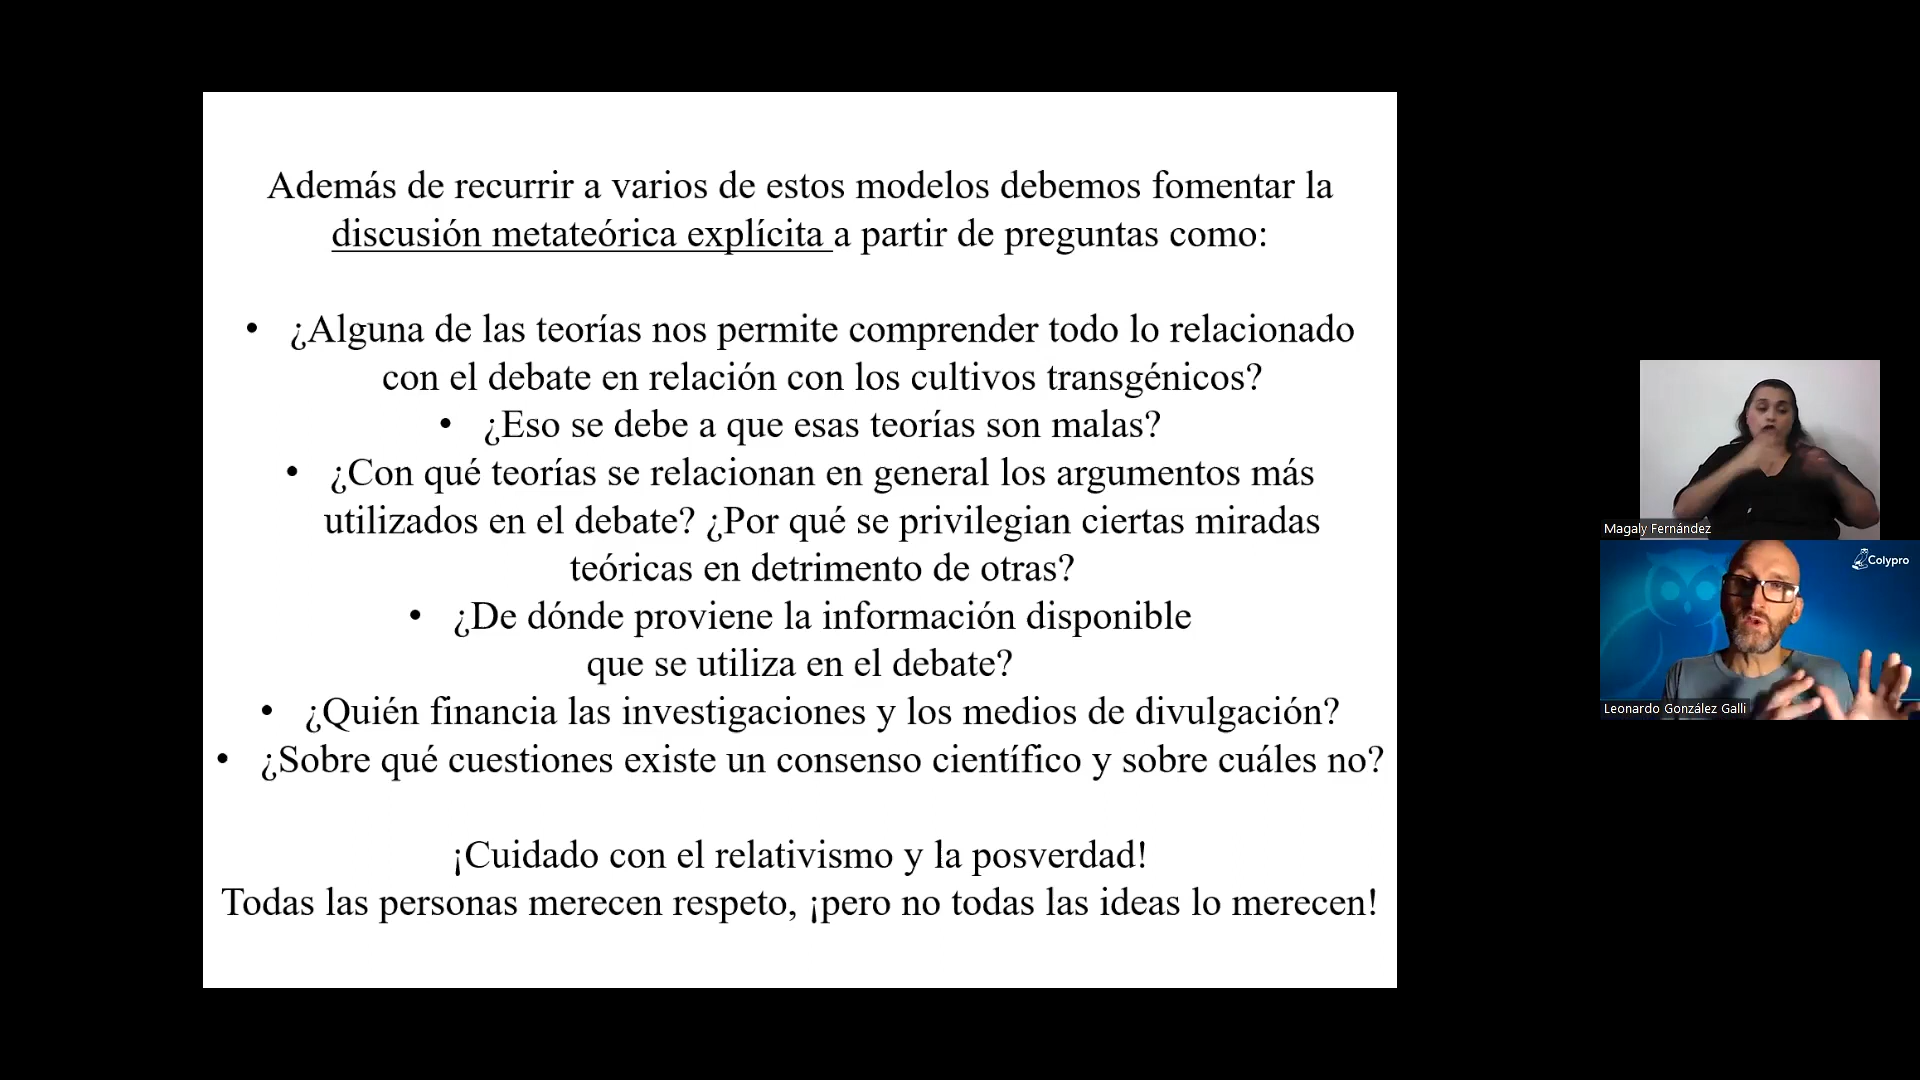 Además de recurrir a varios de estos modelos debemos fomentar la
discusión metateórica explícita a partir de preguntas como:
• ¿Alguna de las teorías nos permite comprender todo lo relacionado
con el debate en relación con los cultivos transgénicos?
• ¿Eso se debe a que esas teorías son malas?
• ¿Con qué teorías se relacionan en general los argumentos más
utilizados en el debate? ¿Por qué se privilegian ciertas miradas
teóricas en detrimento de otras?
• ¿De dónde proviene la información disponible
que se utiliza en el debate?
• ¿Quién financia las investigaciones y los medios de divulgación?
• ¿Sobre qué cuestiones existe un consenso científico y sobre cuáles no?
¡Cuidado con el relativismo y la posverdad!
Todas las personas merecen respeto, ¡pero no todas las ideas lo merecen!
Magaly Fernández
Colypro
Leonardo González Galli